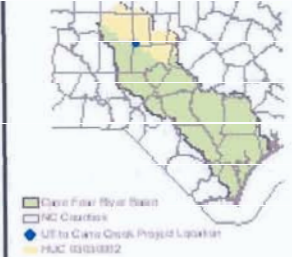 Cape Fear River Basin
NC Counties
UT to Cane Creek Project Location
HUC 03030002